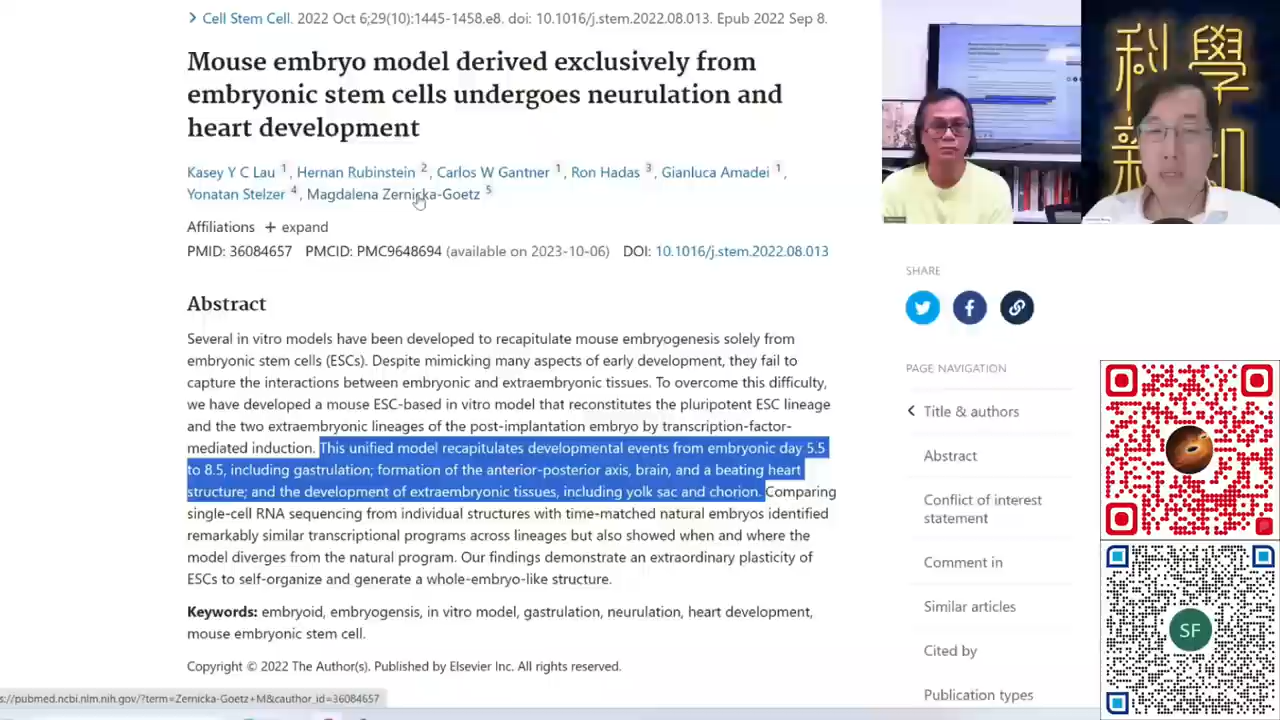 Cell Stem Cell. 2022 Oct 6;29(10):1445-1458.e8. doi: 10.1016/j.stem.2022.08.013. Epub 2022 Sep 8.
Mouse embryo model derived exclusively from
embryonic stem cells undergoes neurulation and
heart development
Kasey Y C Lau 1, Hernan Rubinstein 2, Carlos W Gantner 1, Ron Hadas 3, Gianluca Amadei 1,
Yonatan Stelzer 4, Magdalena Zernicka-Goetz 5
Affiliations + expand
PMID: 36084657 PMCID: PMC9648694 (available on 2023-10-06) DOI: 10.1016/j.stem.2022.08.013
Abstract
Several in vitro models have been developed to recapitulate mouse embryogenesis solely from
embryonic stem cells (ESCs). Despite mimicking many aspects of early development, they fail to
capture the interactions between embryonic and extraembryonic tissues. To overcome this difficulty,
we have developed a mouse ESC-based in vitro model that reconstitutes the pluripotent ESC lineage
and the two extraembryonic lineages of the post-implantation embryo by transcription-factor-
mediated induction. This unified model recapitulates developmental events from embryonic day 5.5
to 8.5, including gastrulation; formation of the anterior-posterior axis, brain, and a beating heart
structure; and the development of extraembryonic tissues, including yolk sac and chorion. Comparing
single-cell RNA sequencing from individual structures with time-matched natural embryos identified
remarkably similar transcriptional programs across lineages but also showed when and where the
model diverges from the natural program. Our findings demonstrate an extraordinary plasticity of
ESCs to self-organize and generate a whole-embryo-like structure.
Keywords: embryoid, embryogensis, in vitro model, gastrulation, neurulation, heart development,
mouse embryonic stem cell.
Copyright © 2022 The Author(s). Published by Elsevier Inc. All rights reserved.
s://pubmed.ncbi.nlm.nih.gov/?term=Zernicka-Goetz+M&cauthor_id=36084657
科學
SHARE
PAGE NAVIGATION
Title & authors
Abstract
Conflict of interest
statement
Comment in
Similar articles
Cited by
Publication types
SF